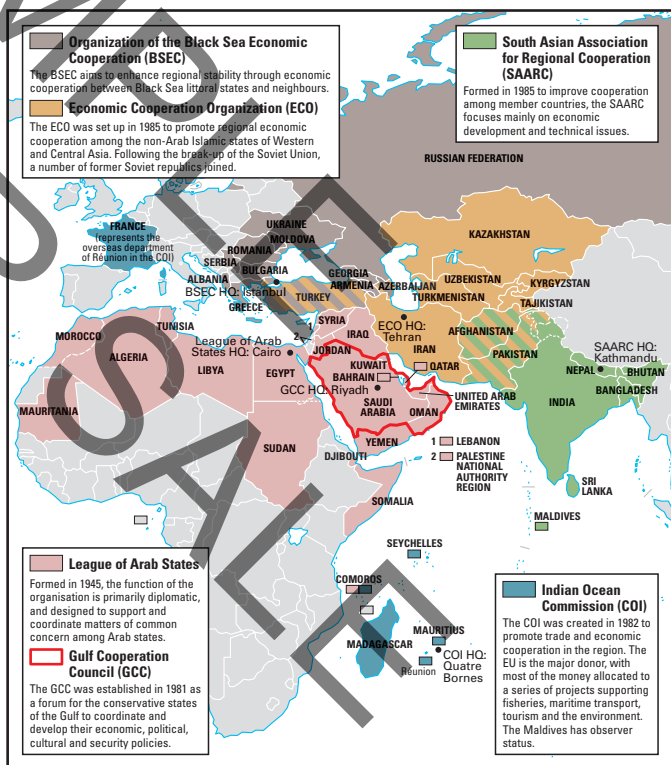 Organization of the Black Sea Economic
Cooperation (BSEC)
The BSEC aims to enhance regional stability through economic
cooperation between Black Sea littoral states and neighbours.
Economic Cooperation Organization (ECO)
The ECO was set up in 1985 to promote regional economic
cooperation among the non-Arab Islamic states of Western
and Central Asia. Following the break-up of the Soviet Union,
a number of former Soviet republics joined.
South Asian Association
for Regional Cooperation
(SAARC)
Formed in 1985 to improve cooperation
among member countries, the SAARC
focuses mainly on economic
development and technical issues.
RUSSIAN FEDERATION
FRANCE
(represents the
overseas department
of Réunion in the COI)
UKRAINE
MOLDOVA
ROMANIA
SERBIA
BULGARIA
ALBANIA
BSEC HQ: Istanbul
GREECE
TURKEY
GEORGIA
ARMENIA
AZERBAIJAN
KAZAKHSTAN
UZBEKISTAN
TURKMENISTAN
KYRGYZSTAN
TAJIKISTAN
ECO HQ:
Tehran
IRAN
AFGHANISTAN
PAKISTAN
SAARC HQ:
Kathmandu
NEPAL
BHUTAN
BANGLADESH
INDIA
SRI
LANKA
MALDIVES
SYRIA
1
2
IRAQ
JORDAN
League of Arab
States HQ: Cairo
MOROCCO
TUNISIA
ALGERIA
LIBYA
EGYPT
MAURITANIA
SUDAN
KUWAIT
BAHRAIN
QATAR
GCC HQ: Riyadh
SAUDI
ARABIA
OMAN
UNITED ARAB
EMIRATES
YEMEN
DJIBOUTI
SOMALIA
1 LEBANON
2 PALESTINE
NATIONAL
AUTHORITY
REGION
SEYCHELLES
COMOROS
MADAGASCAR
MAURITIUS
COI HQ:
Quatre
Bornes
Réunion
League of Arab States
Formed in 1945, the function of the
organisation is primarily diplomatic,
and designed to support and
coordinate matters of common
concern among Arab states.
Gulf Cooperation
Council (GCC)
The GCC was established in 1981 as
a forum for the conservative states
of the Gulf to coordinate and
develop their economic, political,
cultural and security policies.
Indian Ocean
Commission (COI)
The COI was created in 1982 to
promote trade and economic
cooperation in the region. The
EU is the major donor, with
most of the money allocated to
a series of projects supporting
fisheries, maritime transport,
tourism and the environment.
The Maldives has observer
status.
SALE